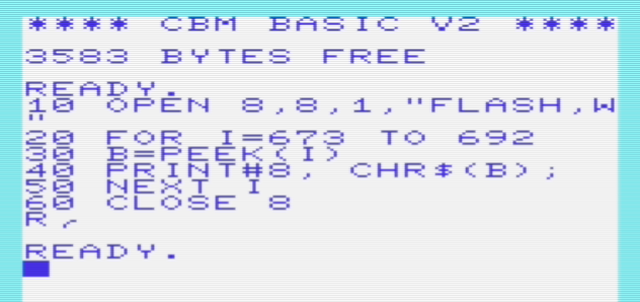 **** CBM BASIC V2 ****
3583 BYTES FREE
READY.
10 OPEN 8,8,1,"FLASH,W
"
20 FOR I=673 TO 692
30 B=PEEK(I)
40 PRINT#8, CHR$(B);
50 NEXT I
60 CLOSE 8
R╭
READY.